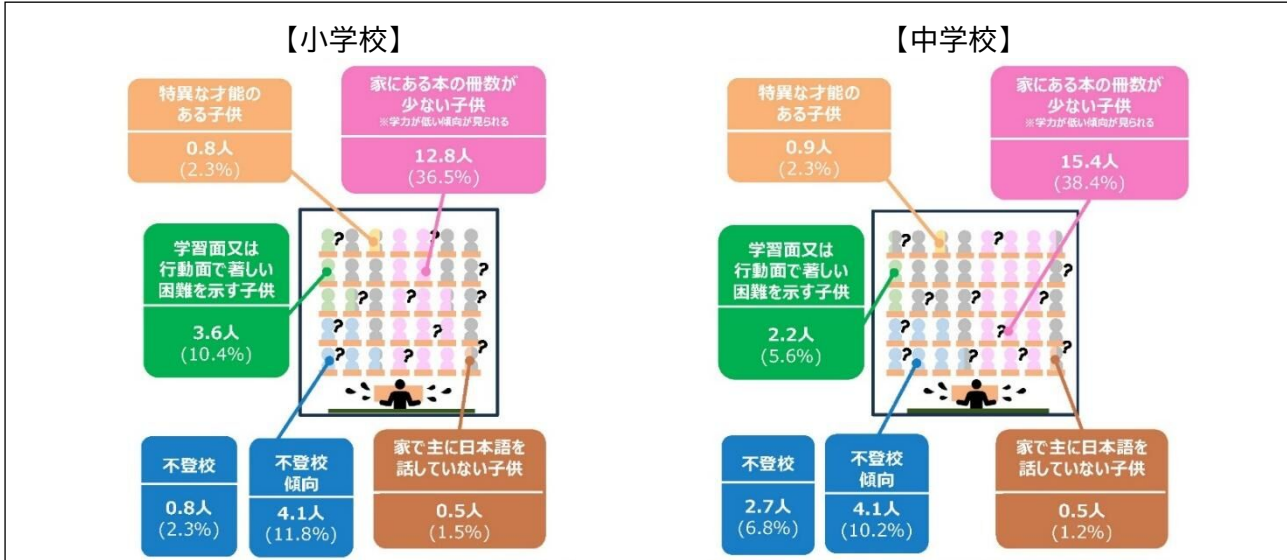 【小学校】
特異な才能の
ある子供
0.8人
(2.3%)
家にある本の冊数が
少ない子供
※学力が低い傾向が見られる
12.8人
(36.5%)
学習面又は
行動面で著しい
困難を示す子供
3.6人
(10.4%)
不登校
0.8人
(2.3%)
不登校
傾向
4.1人
(11.8%)
家で主に日本語を
話していない子供
0.5人
(1.5%)
【中学校】
特異な才能の
ある子供
0.9人
(2.3%)
家にある本の冊数が
少ない子供
※学力が低い傾向が見られる
15.4人
(38.4%)
学習面又は
行動面で著しい
困難を示す子供
2.2人
(5.6%)
不登校
2.7人
(6.8%)
不登校
傾向
4.1人
(10.2%)
家で主に日本語を
話していない子供
0.5人
(1.2%)